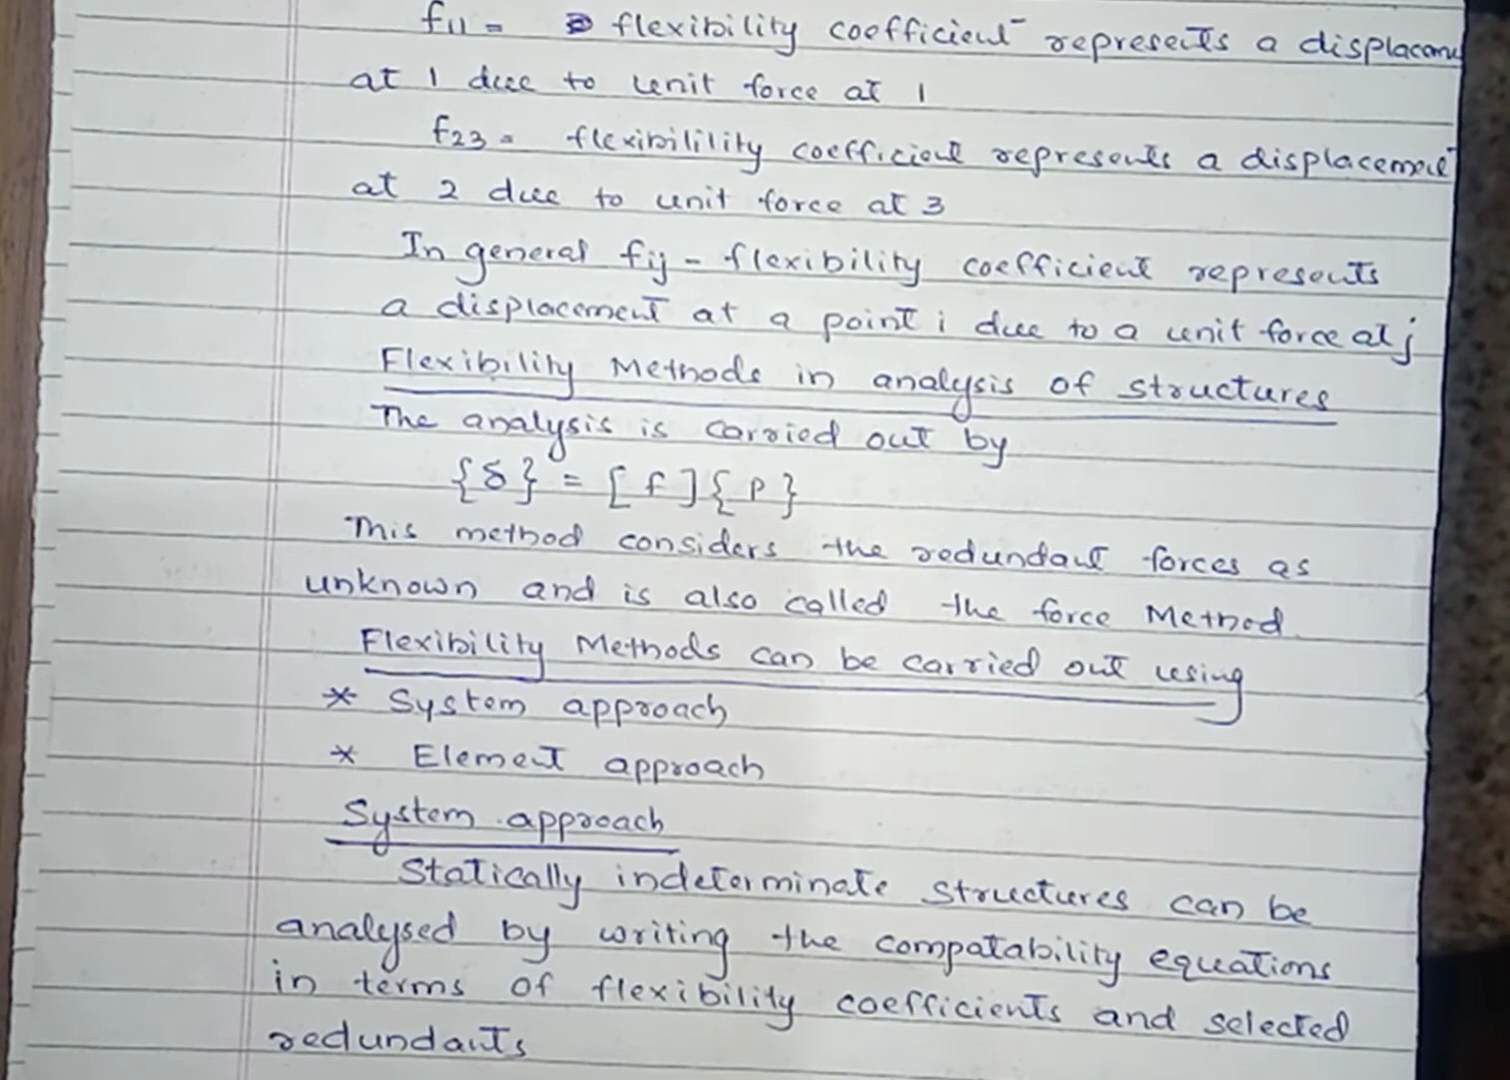 f11 = flexibility coefficient represents a displacem
at 1 due to unit force at 1
f23 = flexibilility coefficient represents a displacement
at 2 due to unit force at 3
In general fij - flexibility coefficient represents
a displacement at a point i due to a unit force at j
Flexibility Methods in analysis of structures
The analysis is carried out by
{δ} = [f]{P}
This method considers the redundant forces as
unknown and is also called the force Method
Flexibility Methods can be carried out using
* System approach
* Element approach
System approach
Statically indeterminate structures can be
analysed by writing the compatability equations
in terms of flexibility coefficients and selected
redundants